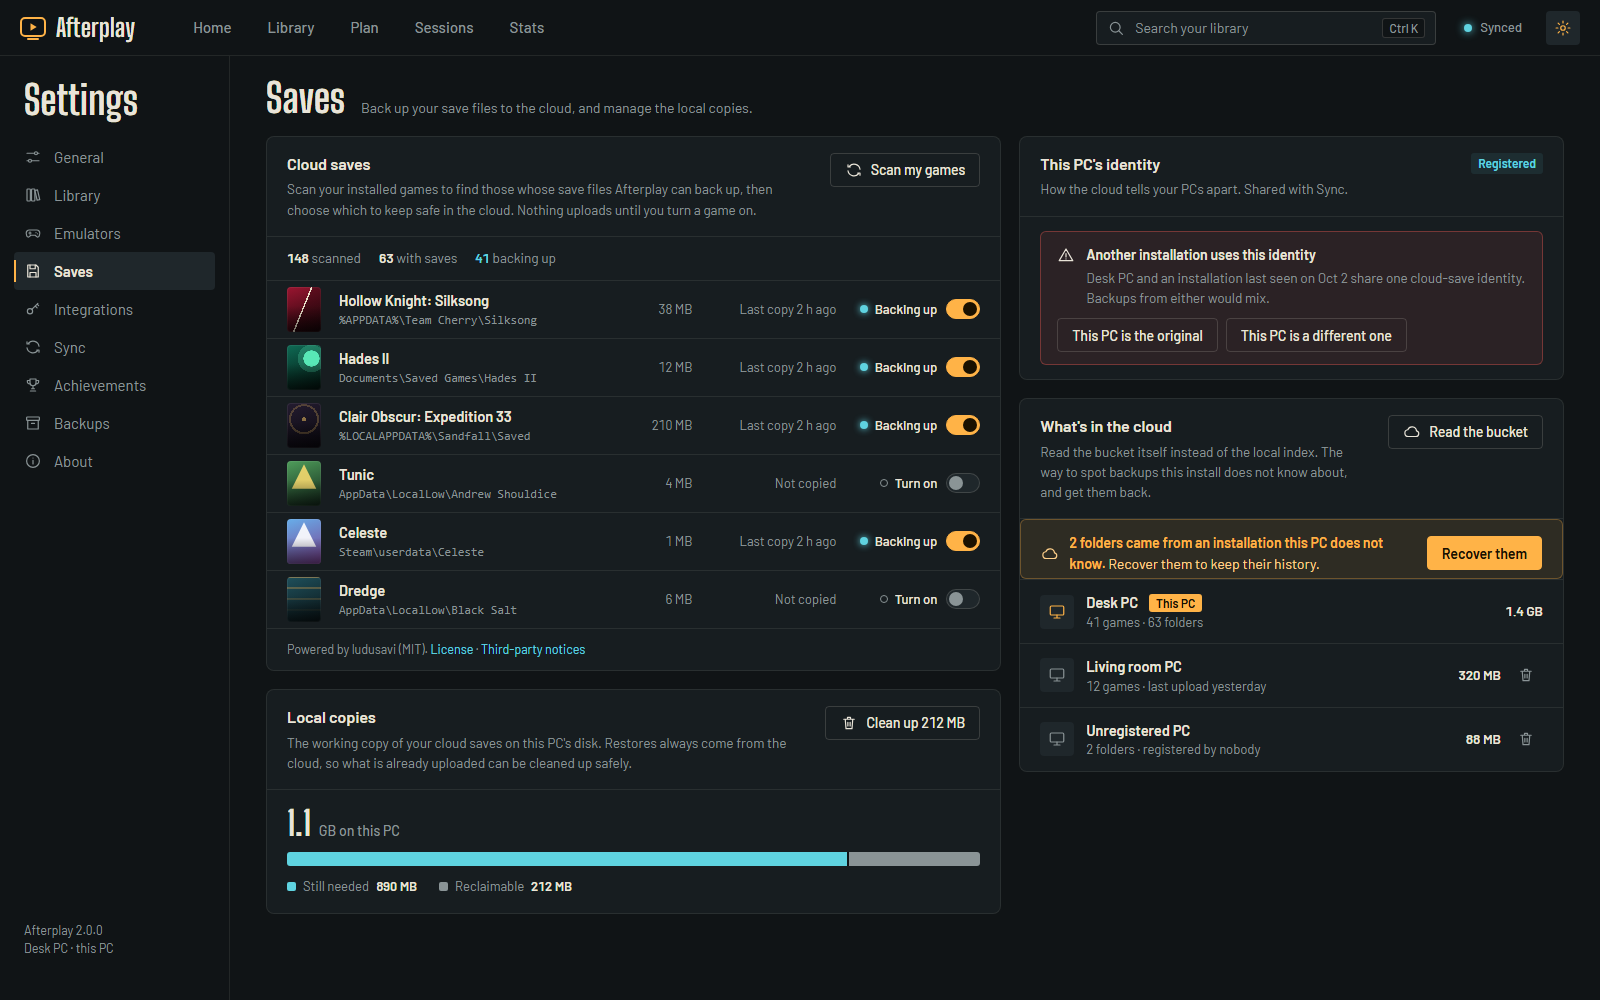 Afterplay
Home
Library
Plan
Sessions
Stats
Search your library
Ctrl K
Synced
Settings
General
Library
Emulators
Saves
Integrations
Sync
Achievements
Backups
About
Afterplay 2.0.0
Desk PC · this PC
Saves
Back up your save files to the cloud, and manage the local copies.
Cloud saves
Scan your installed games to find those whose save files Afterplay can back up, then
choose which to keep safe in the cloud. Nothing uploads until you turn a game on.
Scan my games
148 scanned
63 with saves
41 backing up
Hollow Knight: Silksong
%APPDATA%\Team Cherry\Silksong
38 MB
Last copy 2 h ago
Backing up
Hades II
Documents\Saved Games\Hades II
12 MB
Last copy 2 h ago
Backing up
Clair Obscur: Expedition 33
%LOCALAPPDATA%\Sandfall\Saved
210 MB
Last copy 2 h ago
Backing up
Tunic
AppData\LocalLow\Andrew Shouldice
4 MB
Not copied
Turn on
Celeste
Steam\userdata\Celeste
1 MB
Last copy 2 h ago
Backing up
Dredge
AppData\LocalLow\Black Salt
6 MB
Not copied
Turn on
Powered by ludusavi (MIT). License · Third-party notices
Local copies
The working copy of your cloud saves on this PC's disk. Restores always come from the
cloud, so what is already uploaded can be cleaned up safely.
Clean up 212 MB
1.1 GB on this PC
Still needed 890 MB
Reclaimable 212 MB
This PC's identity
How the cloud tells your PCs apart. Shared with Sync.
Registered
Another installation uses this identity
Desk PC and an installation last seen on Oct 2 share one cloud-save identity.
Backups from either would mix.
This PC is the original
This PC is a different one
What's in the cloud
Read the bucket itself instead of the local index. The
way to spot backups this install does not know about,
and get them back.
Read the bucket
2 folders came from an installation this PC does not
know. Recover them to keep their history.
Recover them
Desk PC
This PC
41 games · 63 folders
1.4 GB
Living room PC
12 games · last upload yesterday
320 MB
Unregistered PC
2 folders · registered by nobody
88 MB